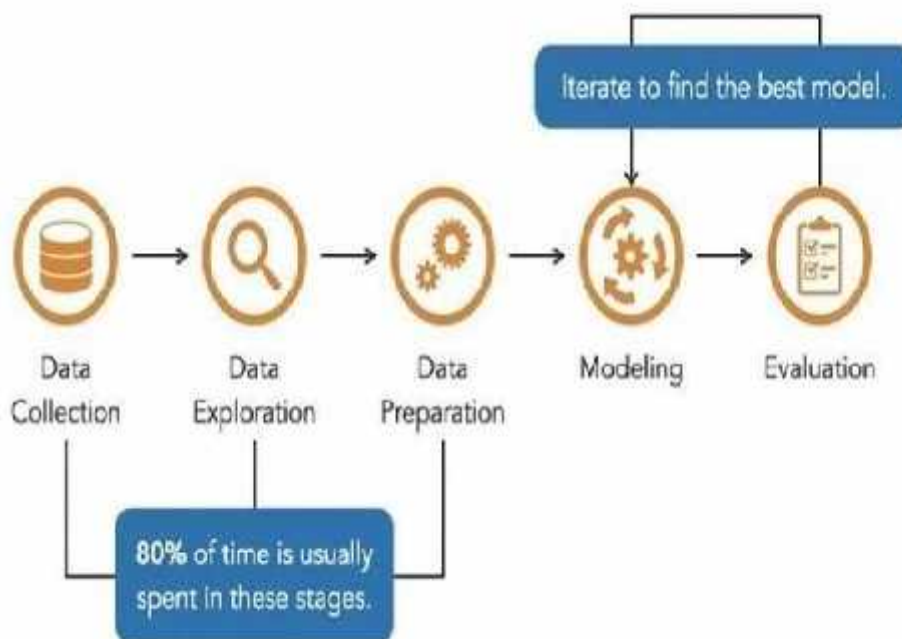 Iterate to find the best model.
Data
Collection
Data
Exploration
Data
Preparation
Modeling
Evaluation
80% of time is usually
spent in these stages.